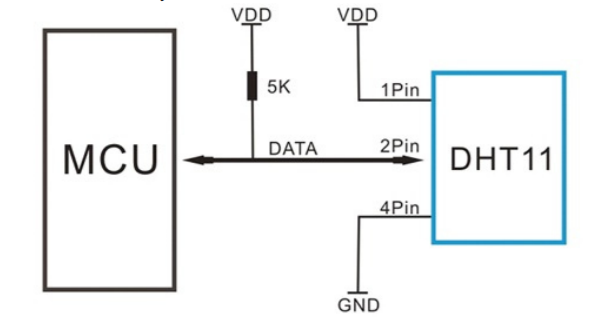 VDD
VDD
5K
1Pin
MCU
DATA
2Pin
DHT11
4Pin
GND